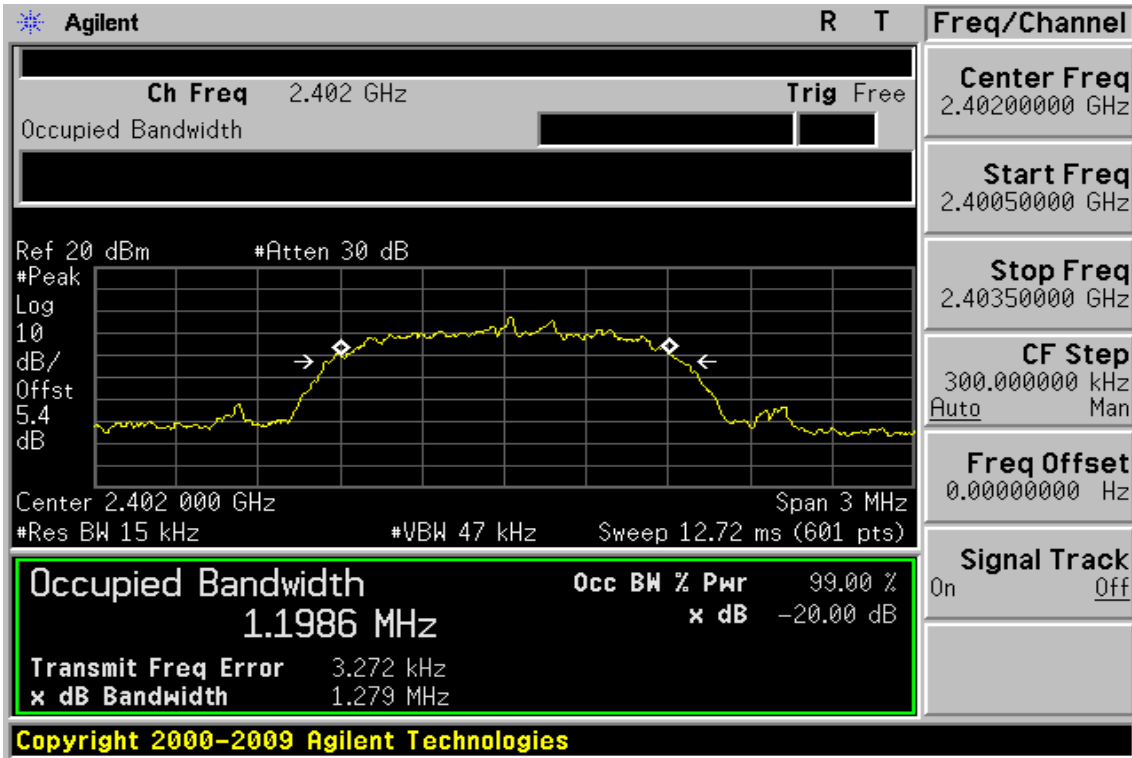 Agilent R T
Ch Freq 2.402 GHz Trig Free
Occupied Bandwidth
Ref 20 dBm #Atten 30 dB
#Peak
Log
10
dB/
Offst
5.4
dB
Center 2.402 000 GHz Span 3 MHz
#Res BW 15 kHz #VBW 47 kHz Sweep 12.72 ms (601 pts)
Occupied Bandwidth Occ BW % Pwr 99.00 %
1.1986 MHz x dB -20.00 dB
Transmit Freq Error 3.272 kHz
x dB Bandwidth 1.279 MHz
Copyright 2000-2009 Agilent Technologies
Freq/Channel
Center Freq
2.40200000 GHz
Start Freq
2.40050000 GHz
Stop Freq
2.40350000 GHz
CF Step
300.000000 kHz
Auto Man
Freq Offset
0.00000000 Hz
Signal Track
On Off